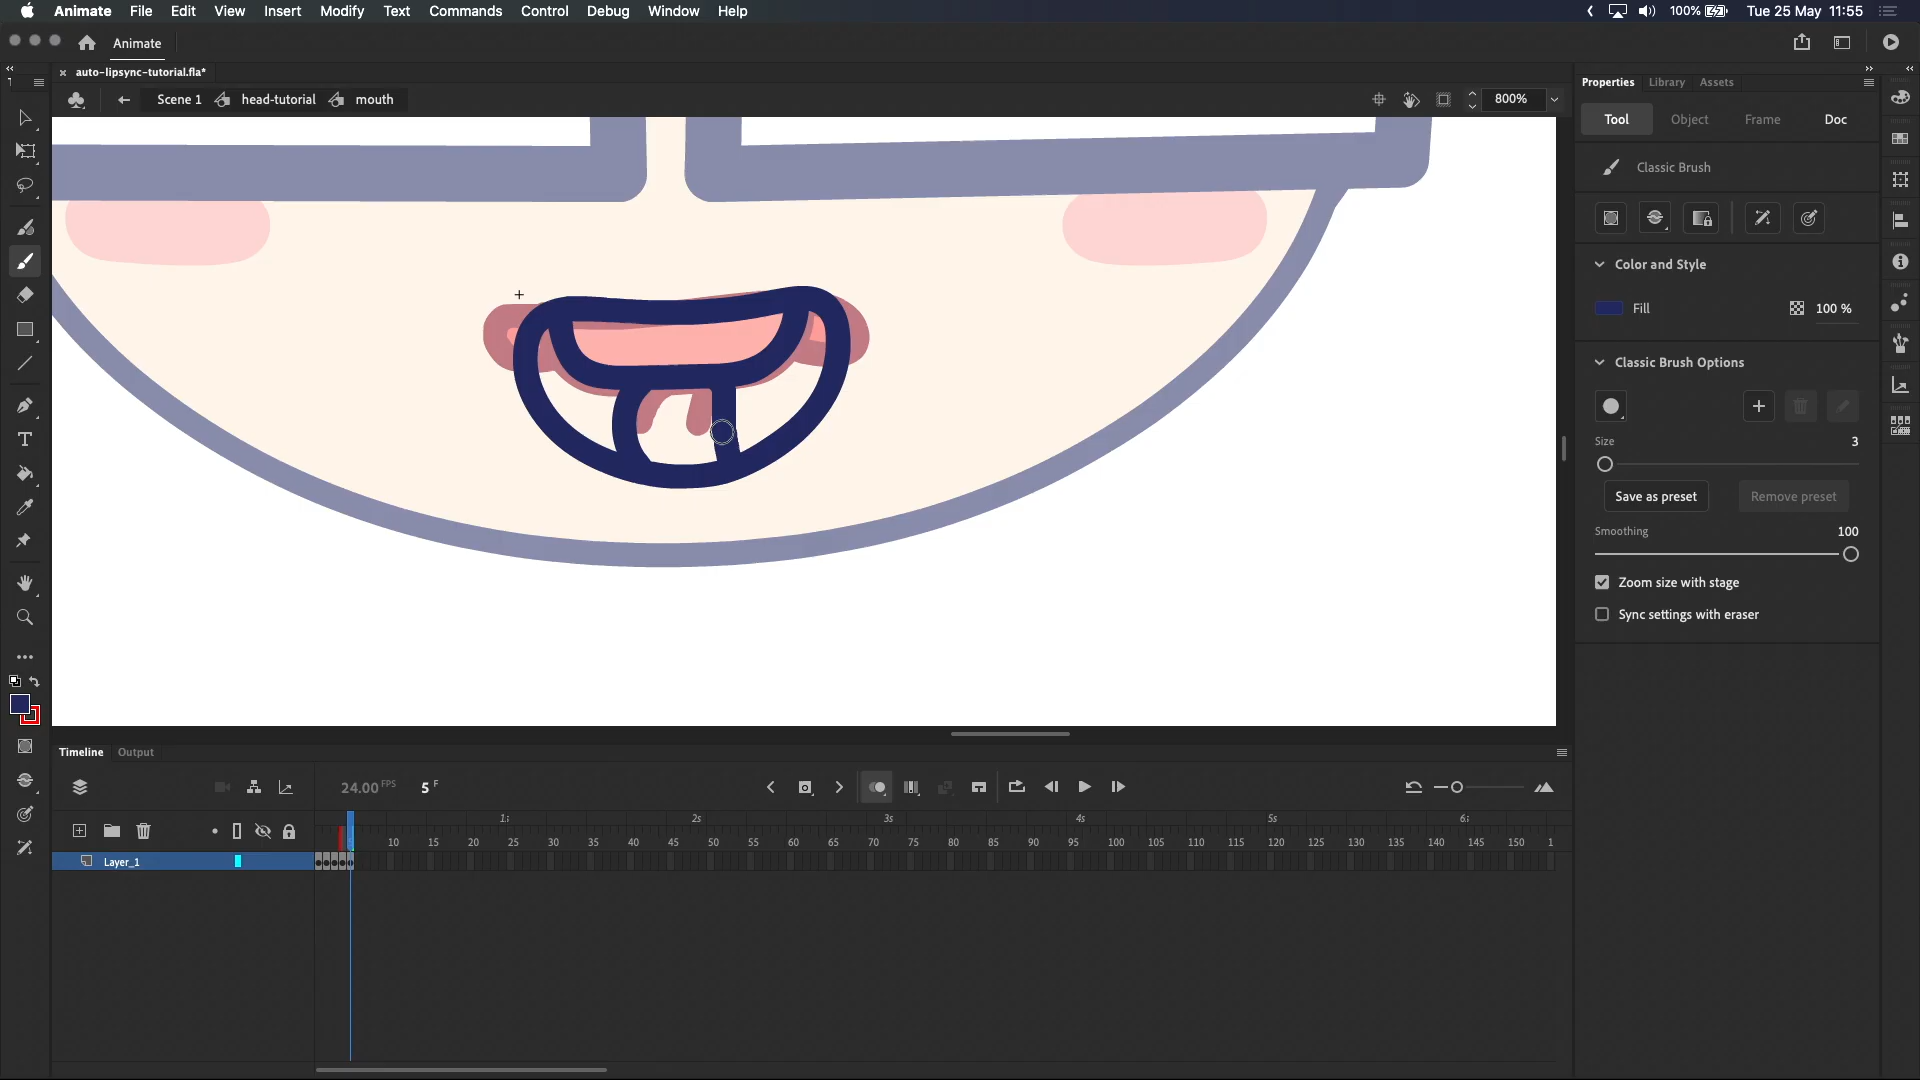 Animate File Edit View Insert Modify Text Commands Control Debug Window Help 100% Tue 25 May 11:55
Animate
auto-lipsync-tutorial.fla*
Scene 1 head-tutorial mouth 800%
Properties Library Assets
Tool Object Frame Doc
Classic Brush
Color and Style
Fill 100 %
Classic Brush Options
Size 3
Save as preset Remove preset
Smoothing 100
Zoom size with stage
Sync settings with eraser
Timeline Output
24.00 FPS 5 F
1s 2s 3s 4s 5s 6s
10 15 20 25 30 35 40 45 50 55 60 65 70 75 80 85 90 95 100 105 110 115 120 125 130 135 140 145 150 1
Layer_1